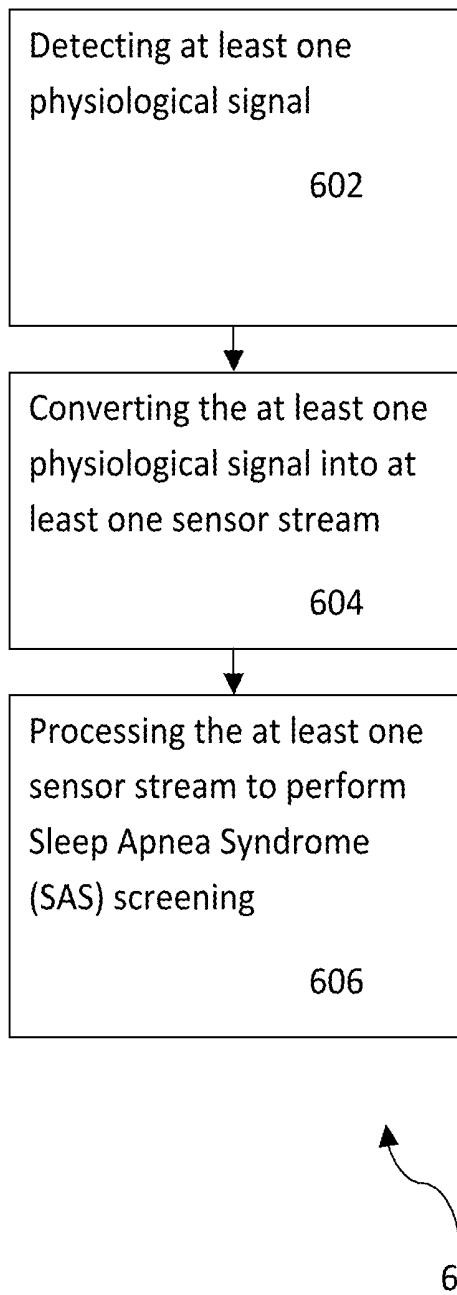 Detecting at least one
physiological signal
602
Converting the at least one
physiological signal into at
least one sensor stream
604
Processing the at least one
sensor stream to perform
Sleep Apnea Syndrome
(SAS) screening
606
6